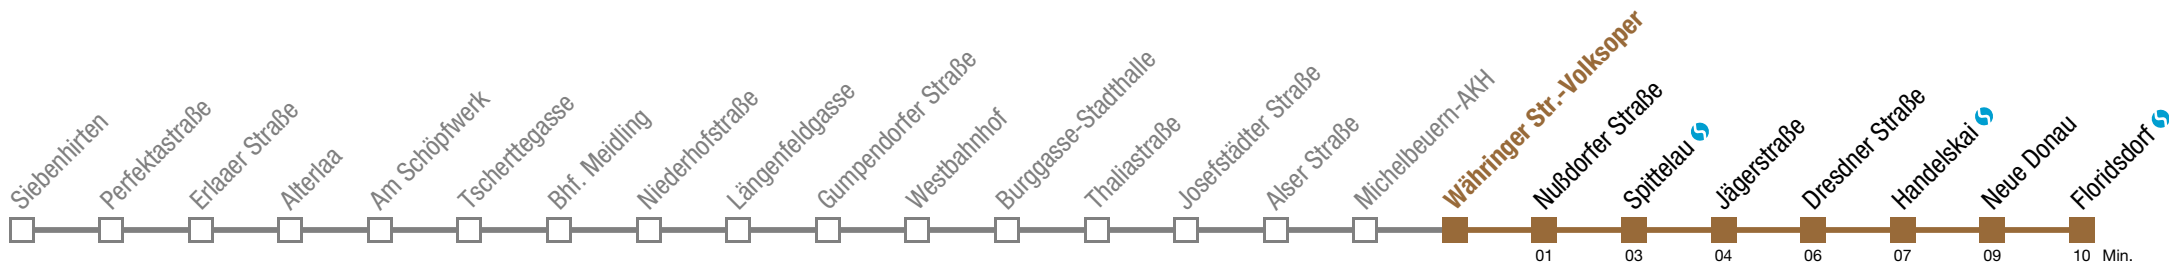 Siebenhirten
Perfektastraße
Erlaaer Straße
Alterlaa
Am Schöpfwerk
Tscherttegasse
Bhf. Meidling
Niederhofstraße
Längenfeldgasse
Gumpendorfer Straße
Westbahnhof
Burggasse-Stadthalle
Thaliastraße
Josefstädter Straße
Alser Straße
Michelbeuern-AKH
Währinger Str.-Volksoper
Nußdorfer Straße
Spittelau
Jägerstraße
Dresdner Straße
Handelskai
Neue Donau
Floridsdorf
01 03 04 06 07 09 10 Min.